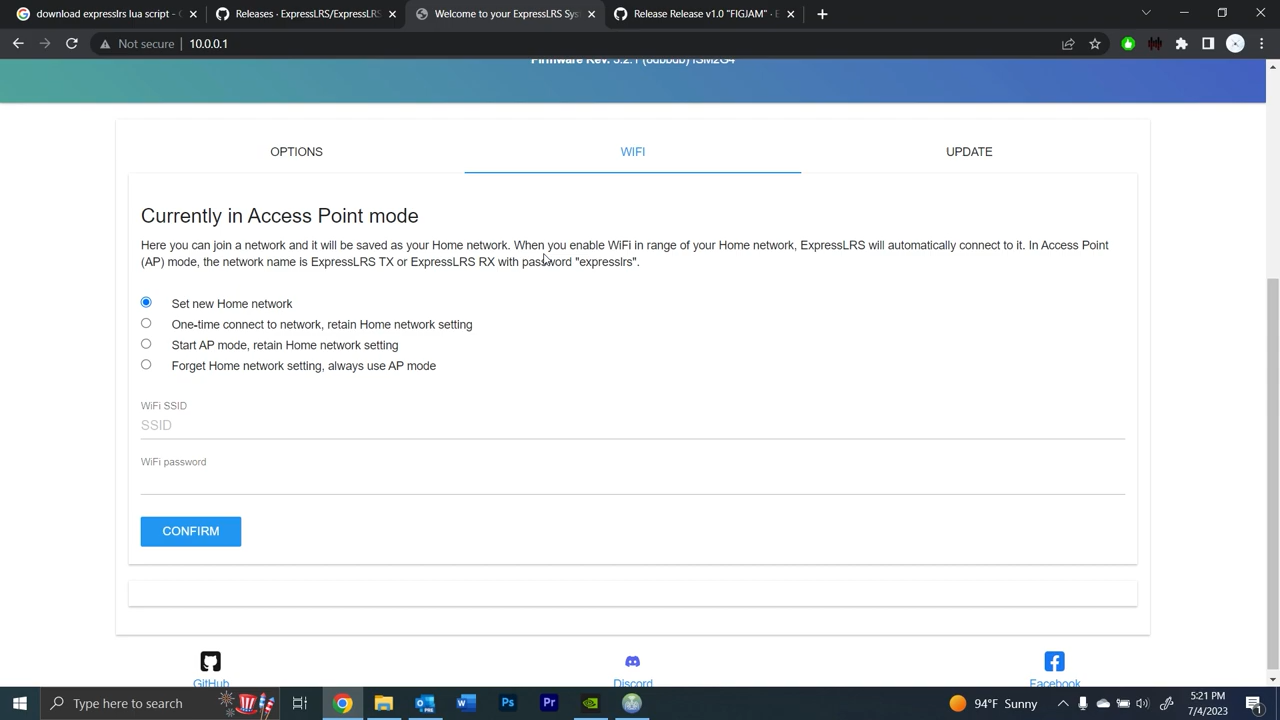 download expresslrs lua script -
Releases · ExpressLRS/ExpressLRS
Welcome to your ExpressLRS Sys
Release Release v1.0 "FIGJAM" · E
Not secure
10.0.0.1
OPTIONS
WIFI
UPDATE
Currently in Access Point mode
Here you can join a network and it will be saved as your Home network. When you enable WiFi in range of your Home network, ExpressLRS will automatically connect to it. In Access Point
(AP) mode, the network name is ExpressLRS TX or ExpressLRS RX with password "expresslrs".
Set new Home network
One-time connect to network, retain Home network setting
Start AP mode, retain Home network setting
Forget Home network setting, always use AP mode
WiFi SSID
SSID
WiFi password
CONFIRM
GitHub
Discord
Facebook
Type here to search
94°F Sunny
5:21 PM
7/4/2023